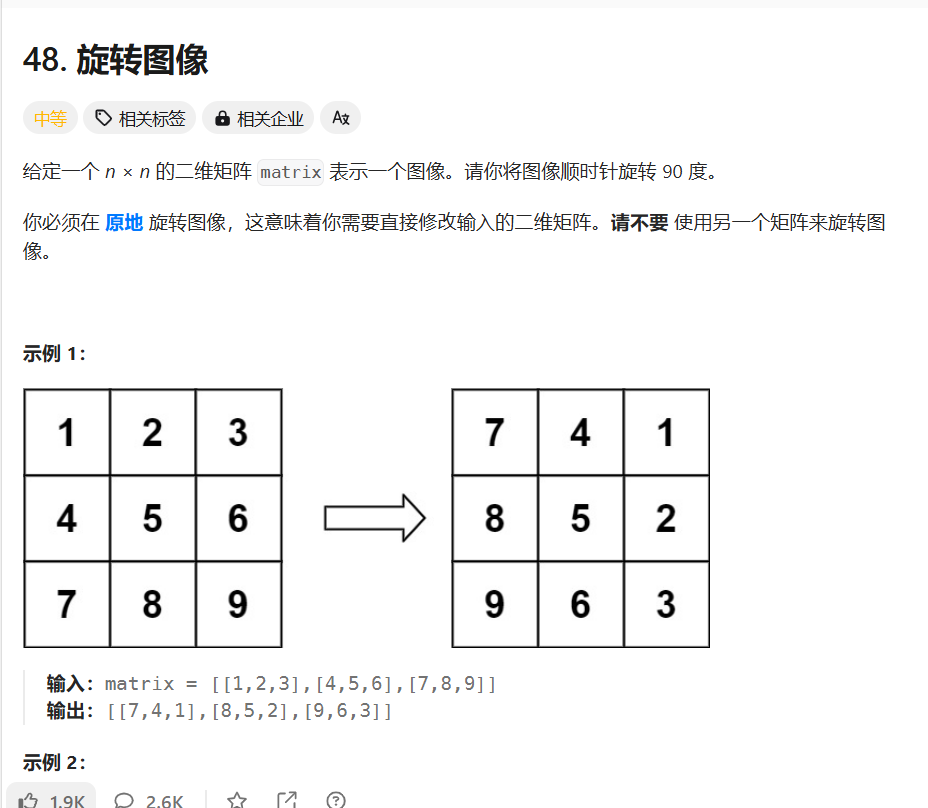 48. 旋转图像
中等 相关标签 相关企业 Ax
给定一个 n × n 的二维矩阵 matrix 表示一个图像。请你将图像顺时针旋转 90 度。
你必须在 原地 旋转图像，这意味着你需要直接修改输入的二维矩阵。请不要 使用另一个矩阵来旋转图
像。
示例 1：
1 2 3 7 4 1
4 5 6 8 5 2
7 8 9 9 6 3
输入：matrix = [[1,2,3],[4,5,6],[7,8,9]]
输出：[[7,4,1],[8,5,2],[9,6,3]]
示例 2：
1.9K 2.6K